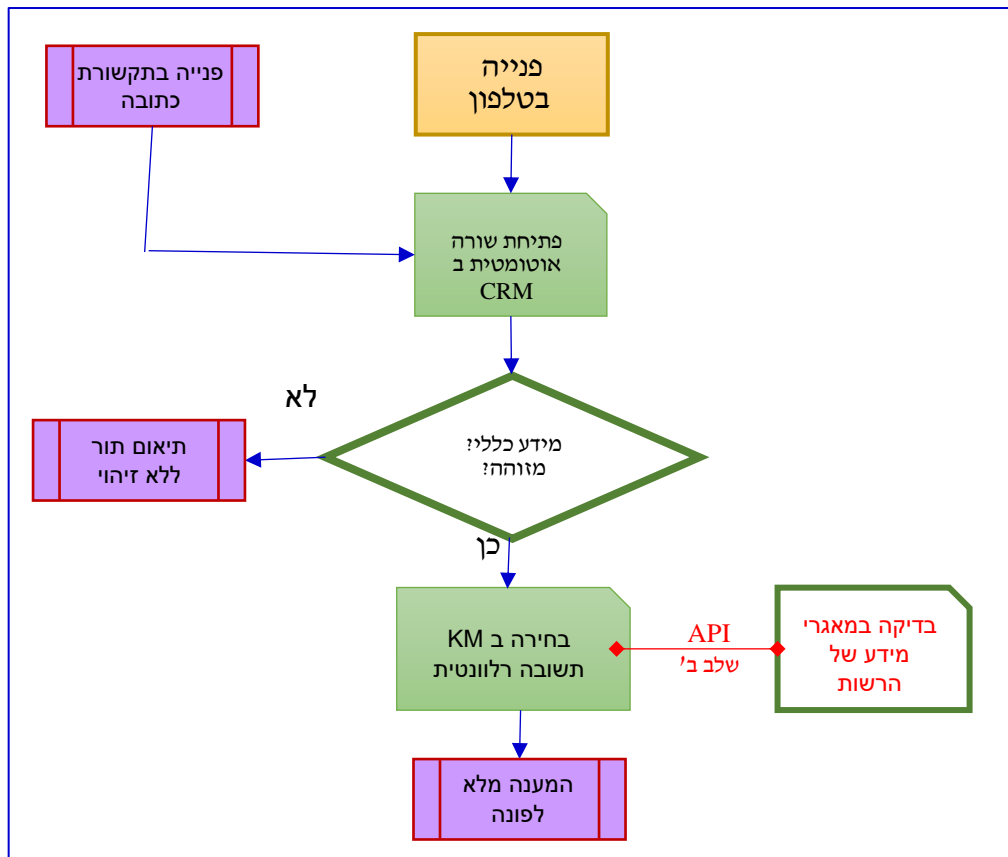 פנייה
בטלפון
פנייה בתקשורת
כתובה
פתיחת שורה
אוטומטית ב
CRM
לא
מידע כללי?
מזוהה?
תיאום תור
ללא זיהוי
כן
בחירה ב KM
תשובה רלוונטית
API
שלב ב'
בדיקה במאגרי
מידע של
הרשות
המענה מלא
לפונה